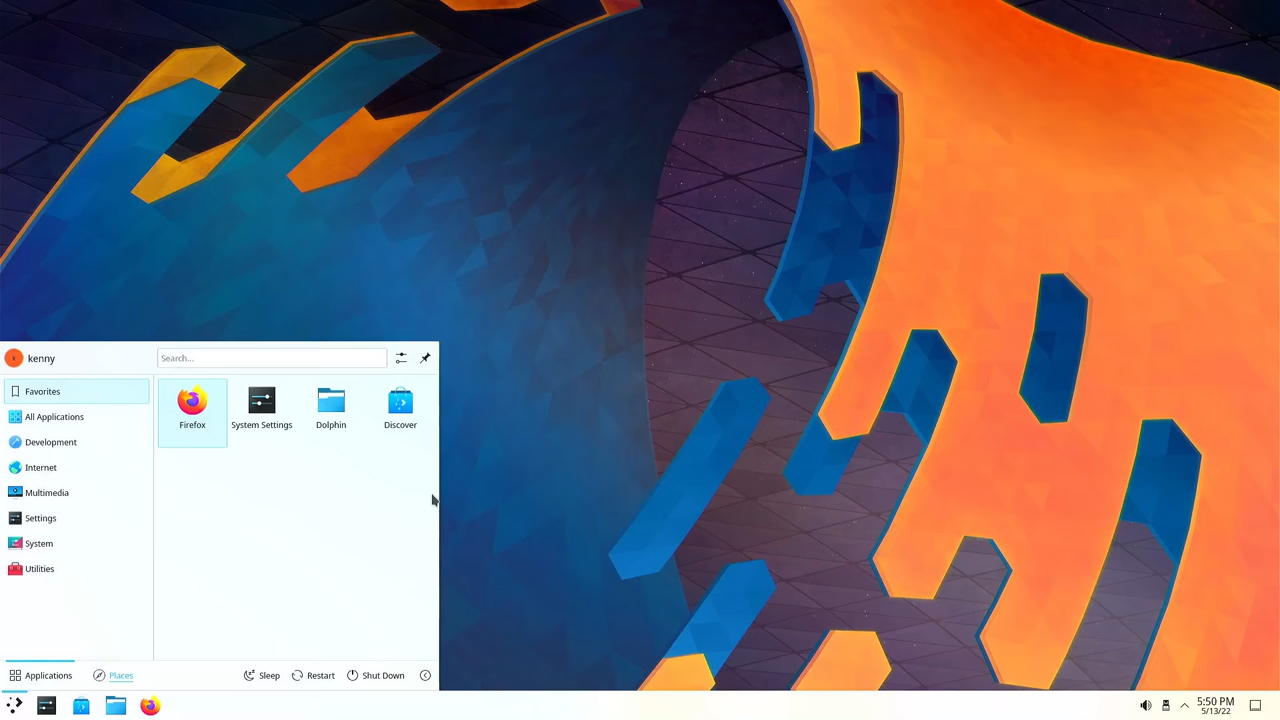 kenny
Search...
Favorites
All Applications
Development
Internet
Multimedia
Settings
System
Utilities
Firefox
System Settings
Dolphin
Discover
Applications
Places
Sleep
Restart
Shut Down
5:50 PM
5/13/22